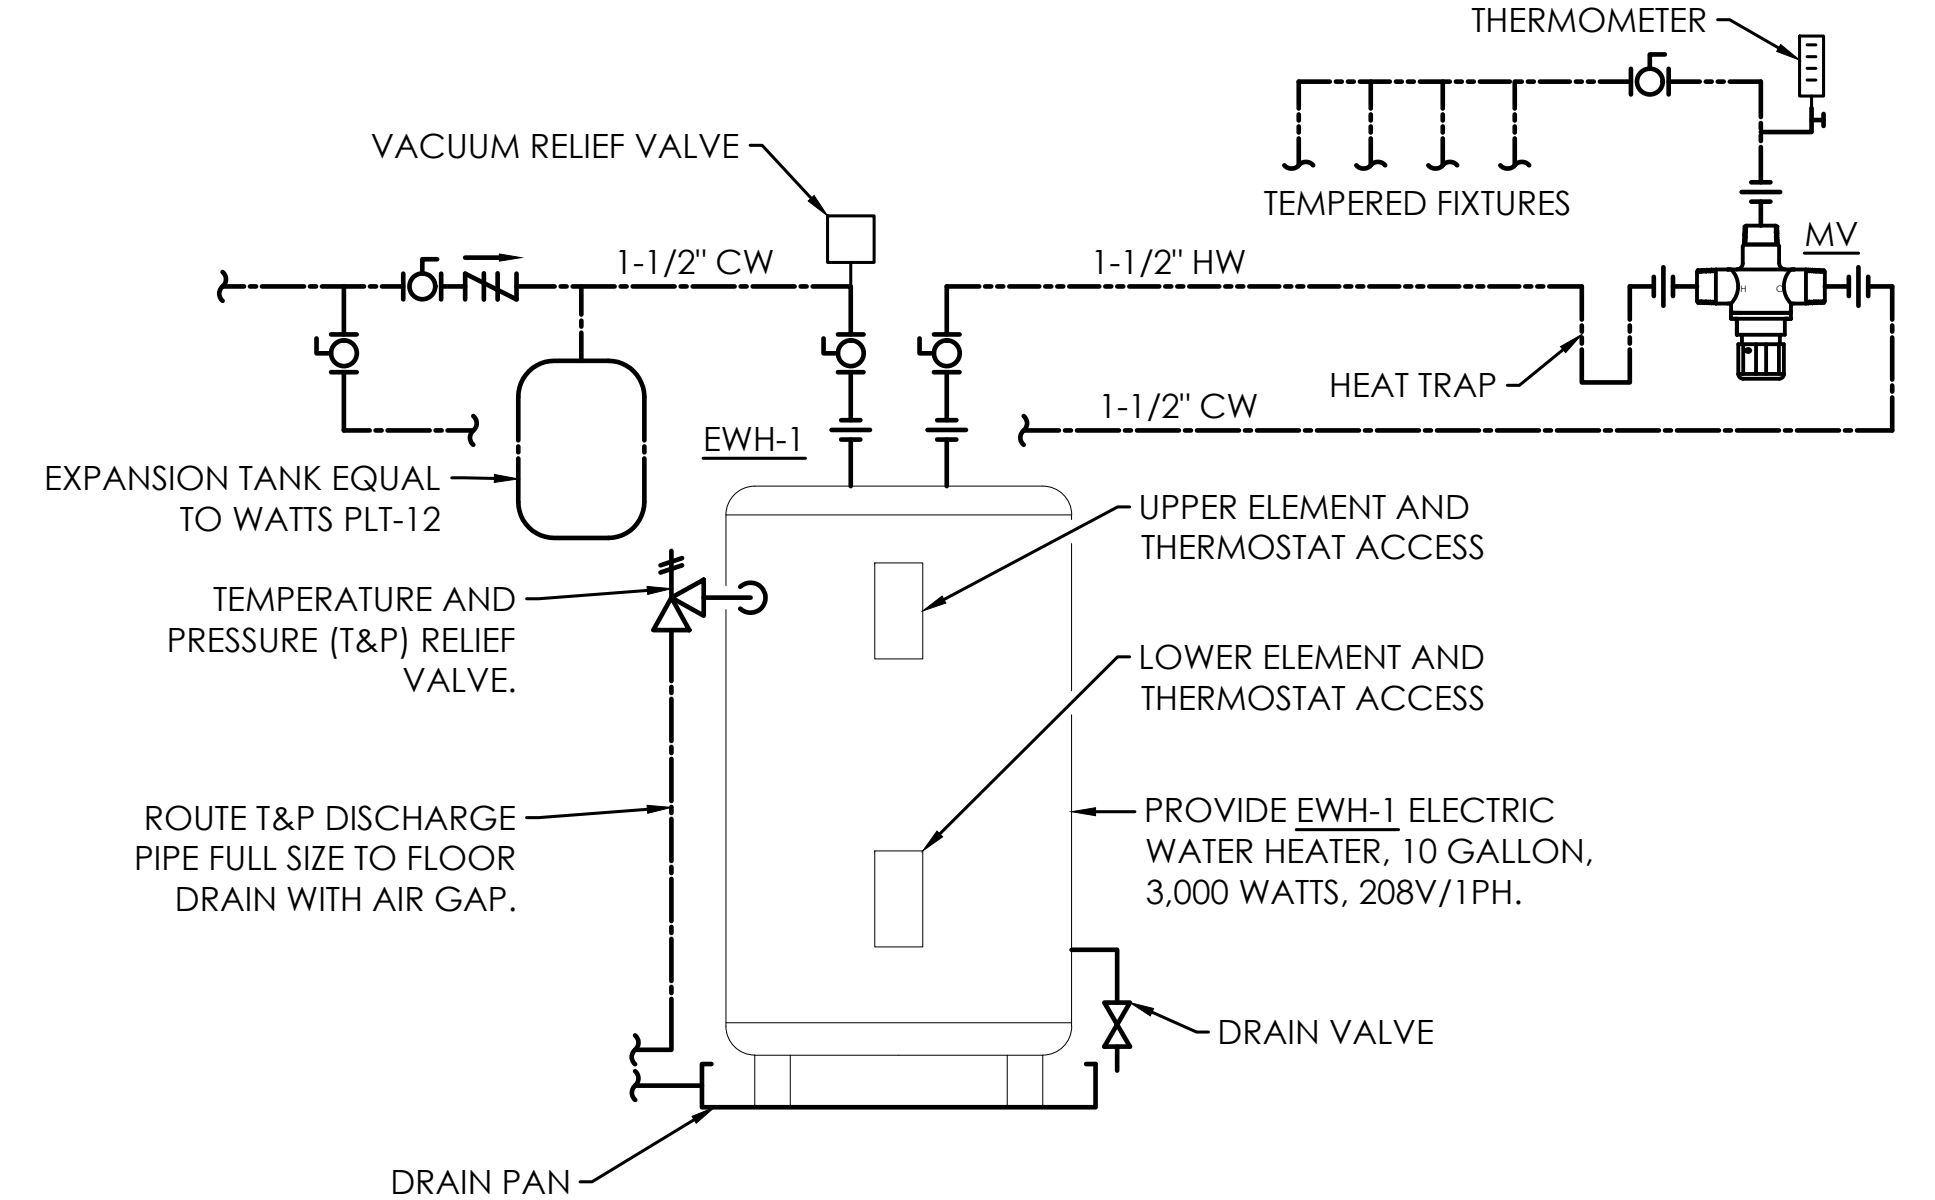 THERMOMETER
VACUUM RELIEF VALVE
TEMPERED FIXTURES
MV
1-1/2" CW
1-1/2" HW
H
C
HEAT TRAP
1-1/2" CW
EWH-1
EXPANSION TANK EQUAL
TO WATTS PLT-12
UPPER ELEMENT AND
THERMOSTAT ACCESS
TEMPERATURE AND
PRESSURE (T&P) RELIEF
VALVE.
LOWER ELEMENT AND
THERMOSTAT ACCESS
ROUTE T&P DISCHARGE
PIPE FULL SIZE TO FLOOR
DRAIN WITH AIR GAP.
PROVIDE EWH-1 ELECTRIC
WATER HEATER, 10 GALLON,
3,000 WATTS, 208V/1PH.
DRAIN VALVE
DRAIN PAN